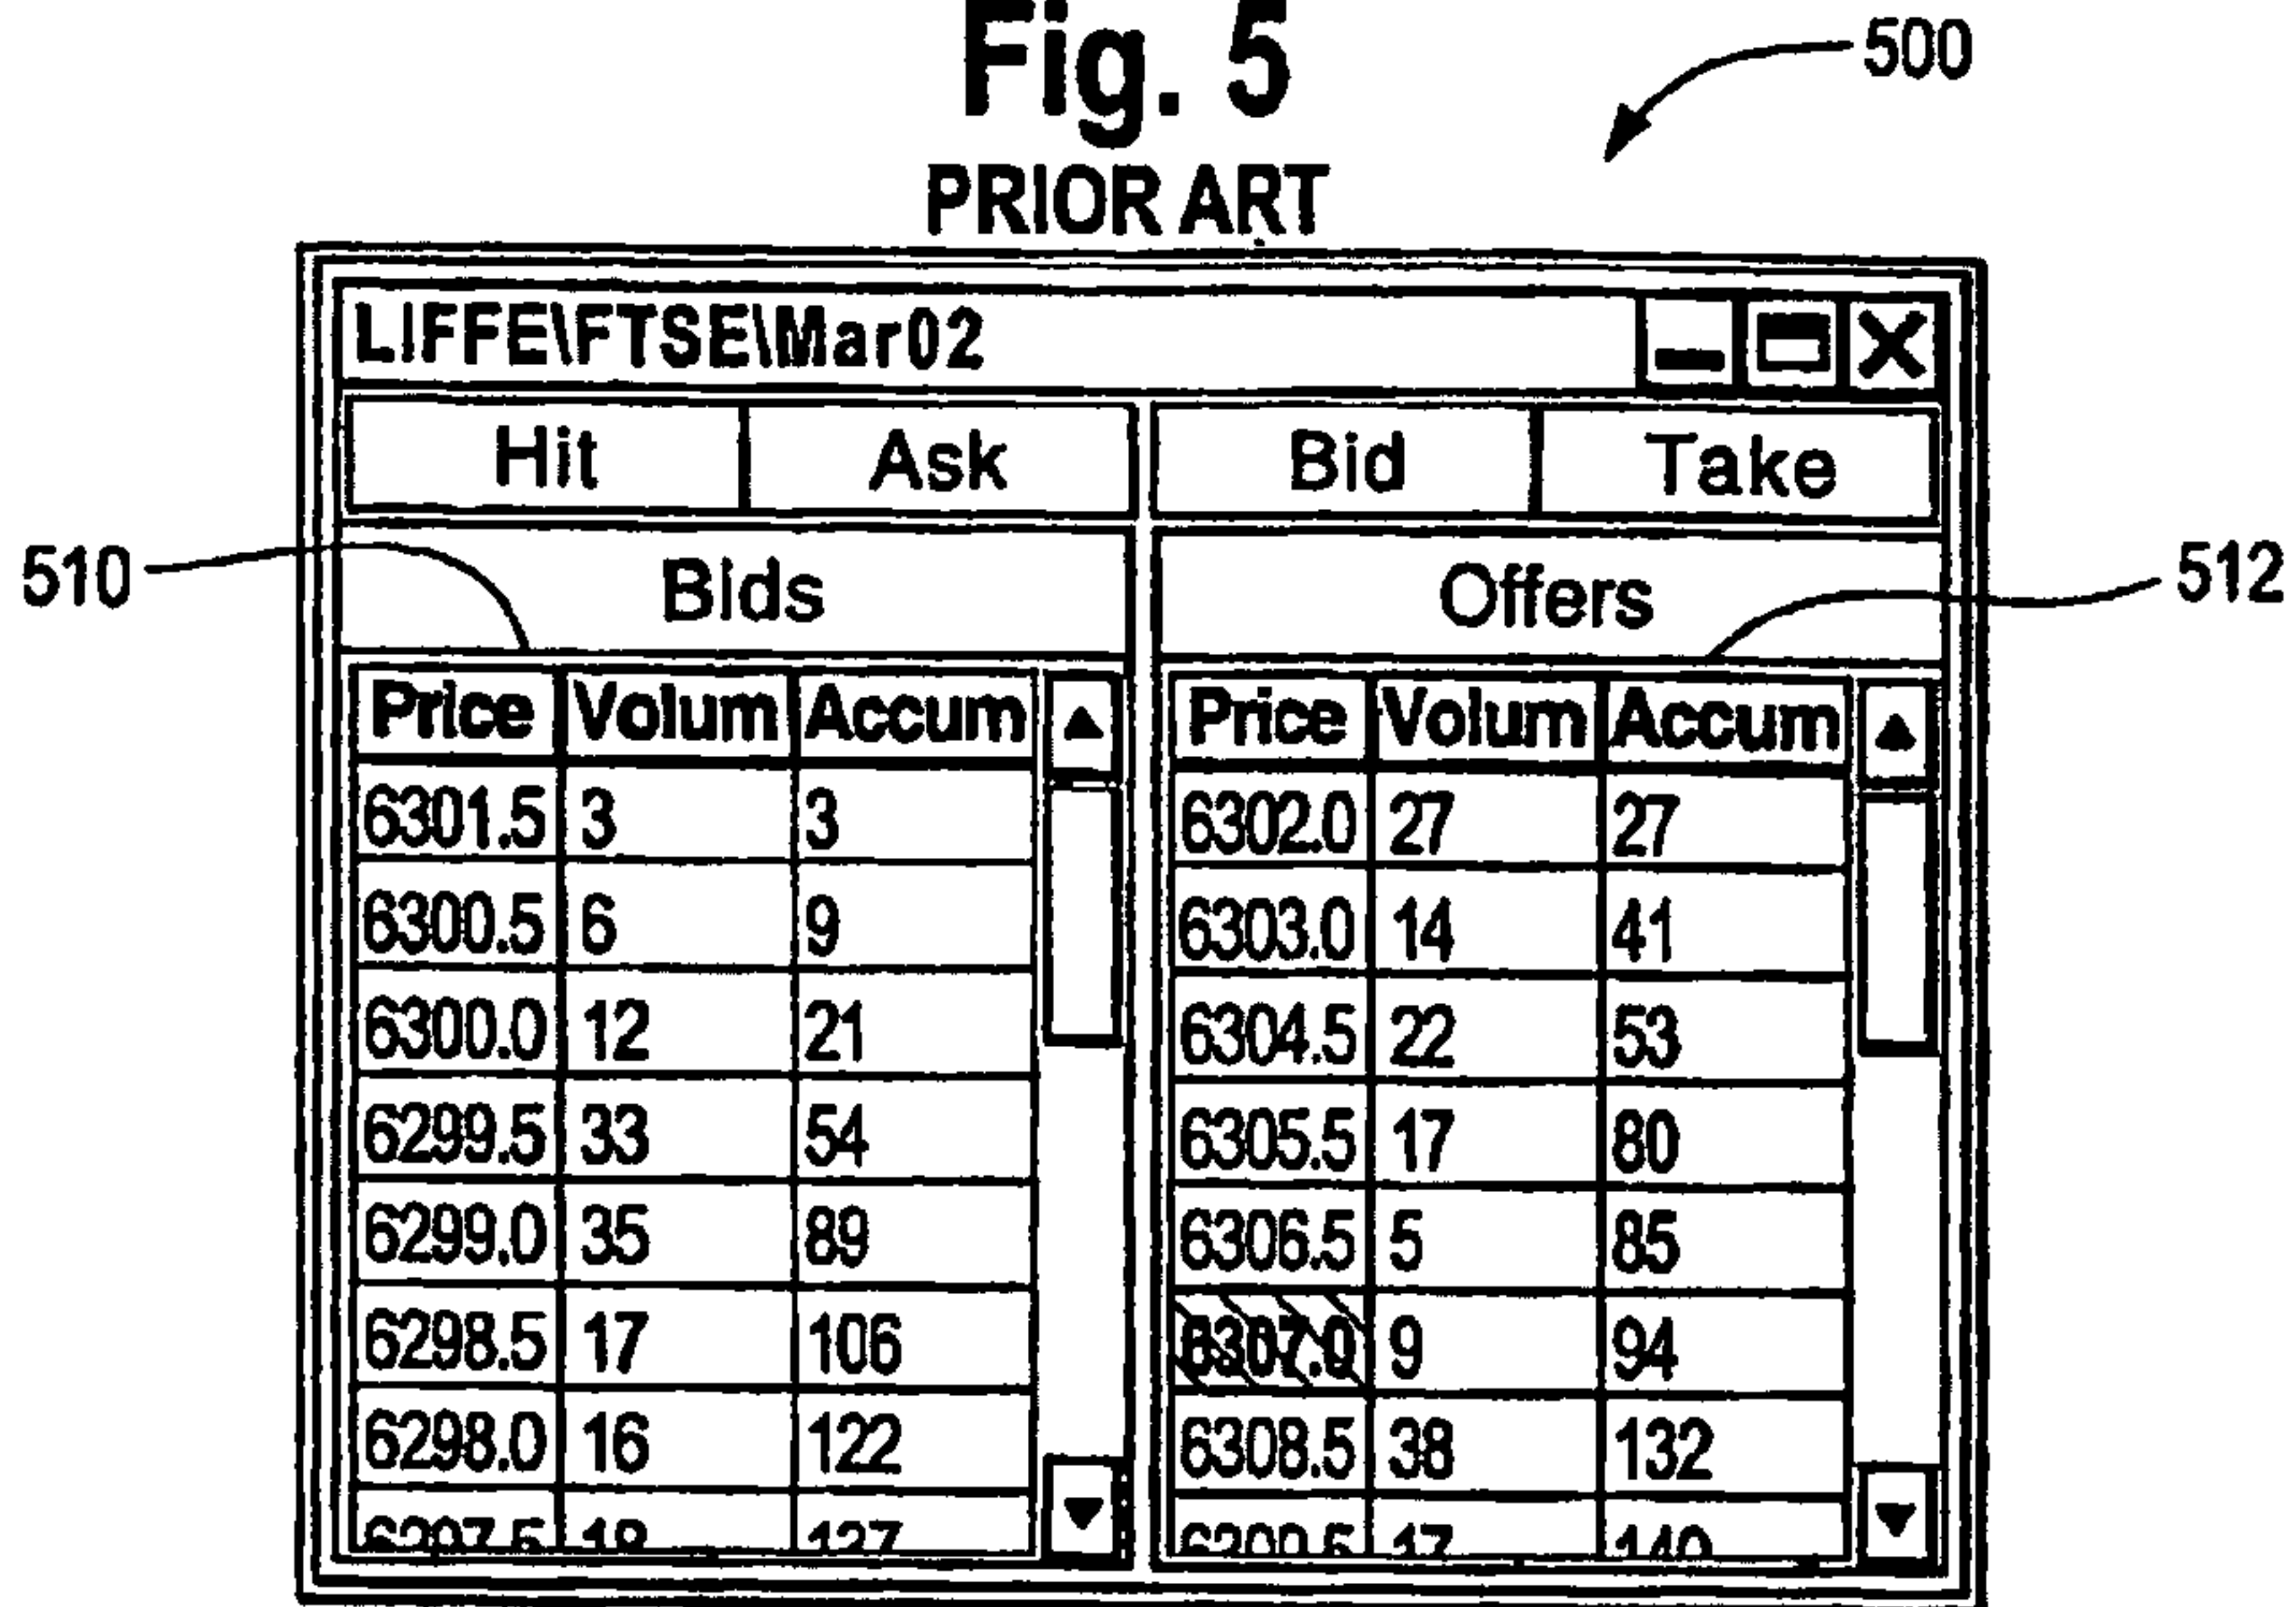 Fig. 5
500
PRIOR ART
LIFFE\FTSE\Mar02
Hit Ask Bid Take
510 Bids Offers 512
Price Volum Accum Price Volum Accum
6301.5 3 3 6302.0 27 27
6300.5 6 9 6303.0 14 41
6300.0 12 21 6304.5 22 53
6299.5 33 54 6305.5 17 80
6299.0 35 89 6306.5 5 85
6298.5 17 106 6307.0 9 94
6298.0 16 122 6308.5 38 132